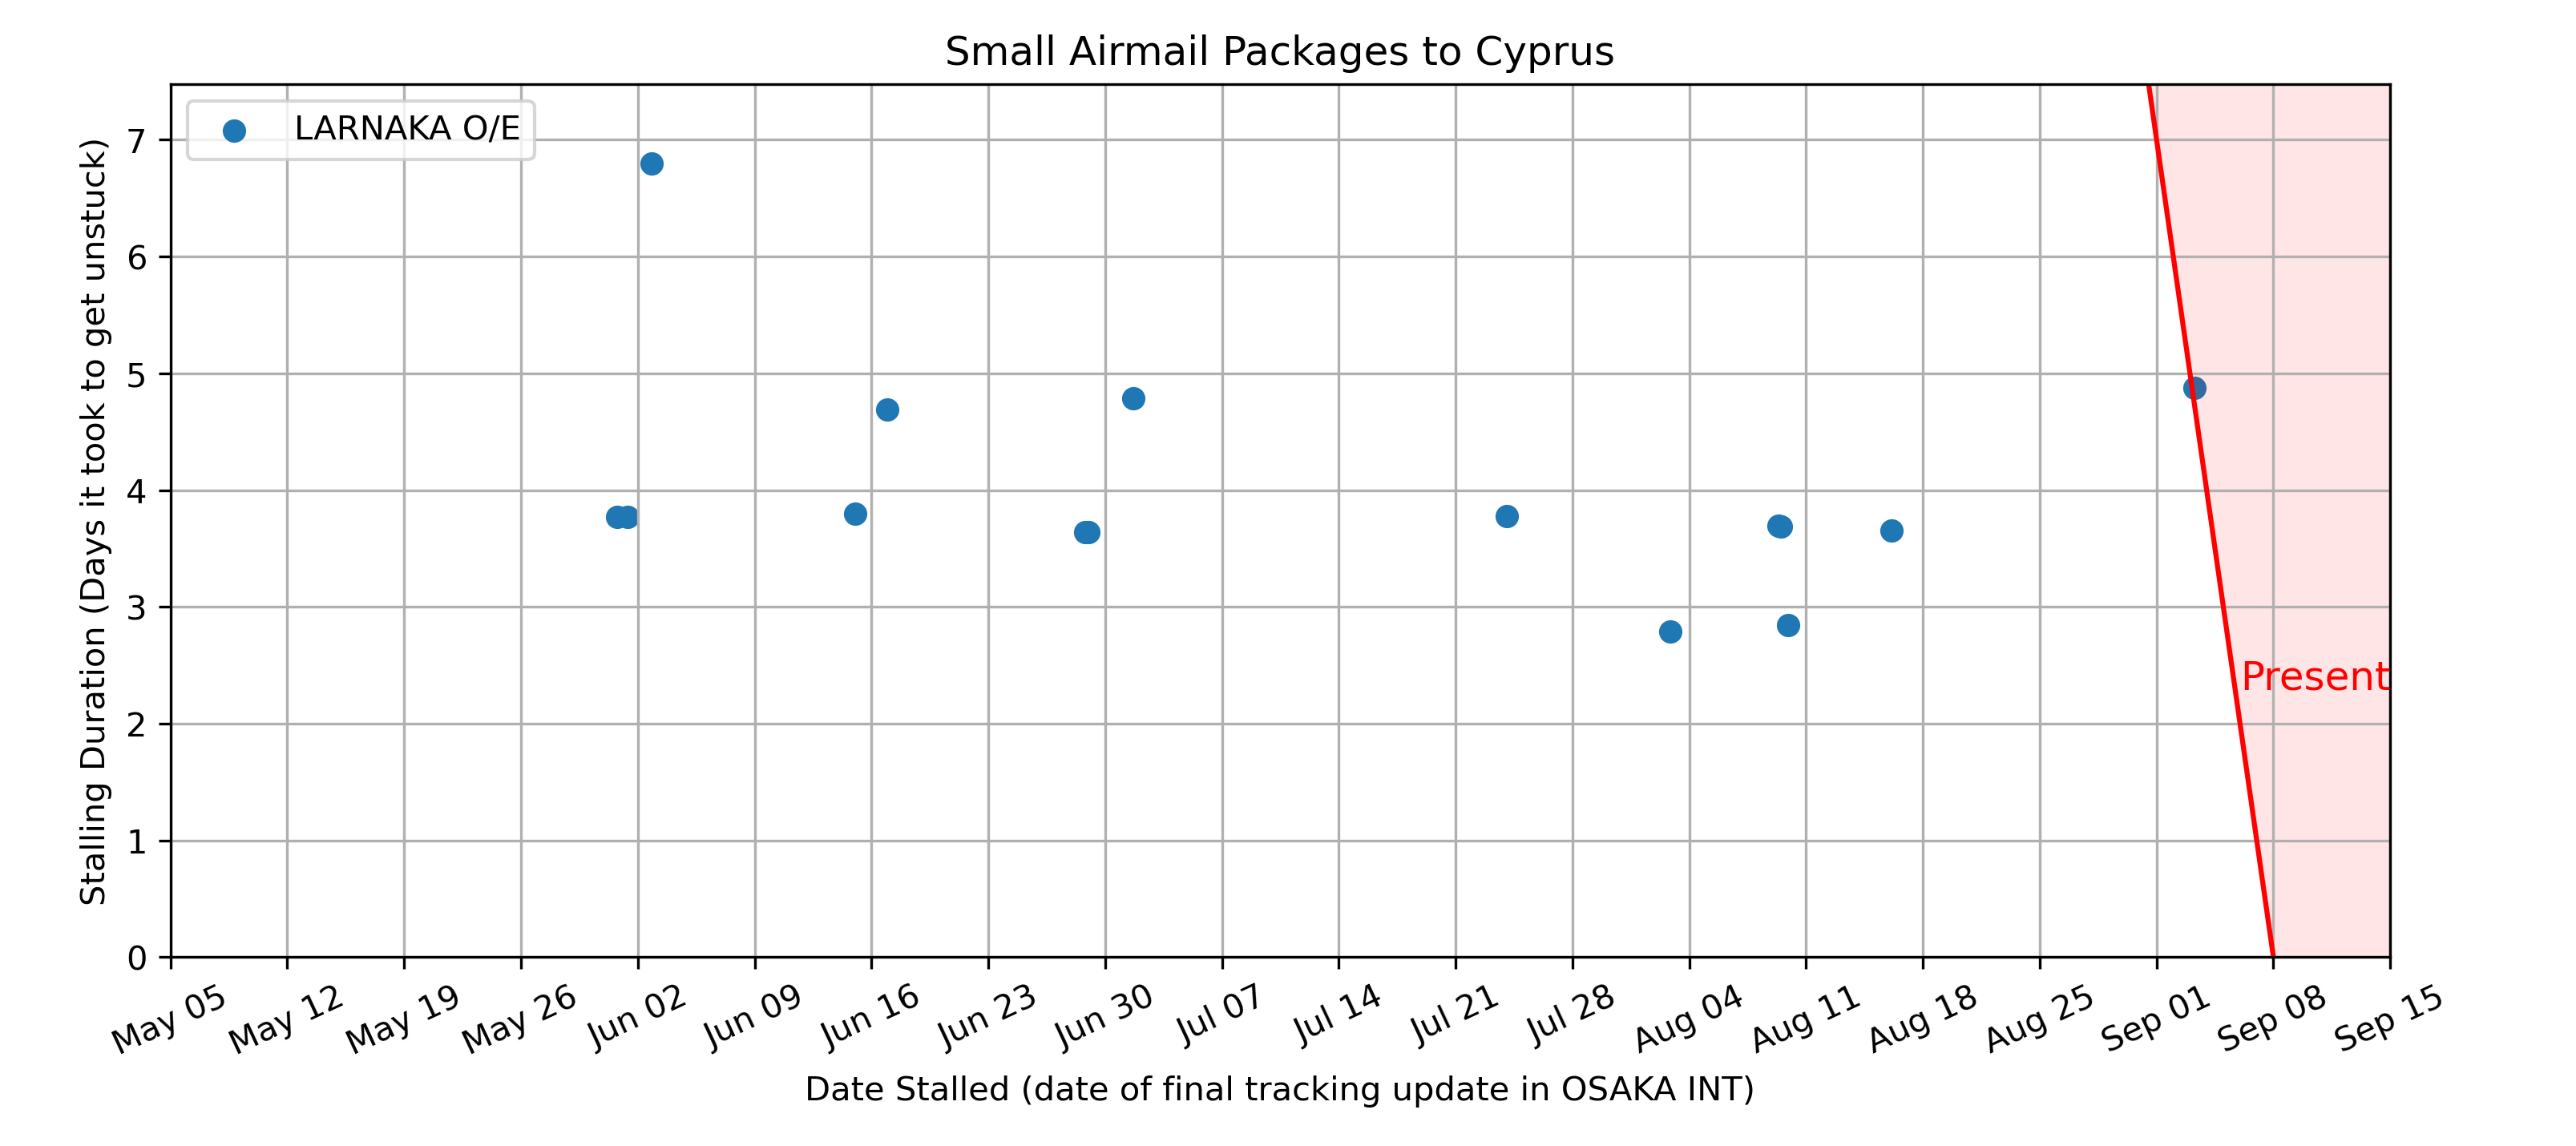 Small Airmail Packages to Cyprus
LARNAKA O/E
Stalling Duration (Days it took to get unstuck)
7
6
5
4
3
2
1
0
Present
May 05 May 12 May 19 May 26 Jun 02 Jun 09 Jun 16 Jun 23 Jun 30 Jul 07 Jul 14 Jul 21 Jul 28 Aug 04 Aug 11 Aug 18 Aug 25 Sep 01 Sep 08 Sep 15
Date Stalled (date of final tracking update in OSAKA INT)